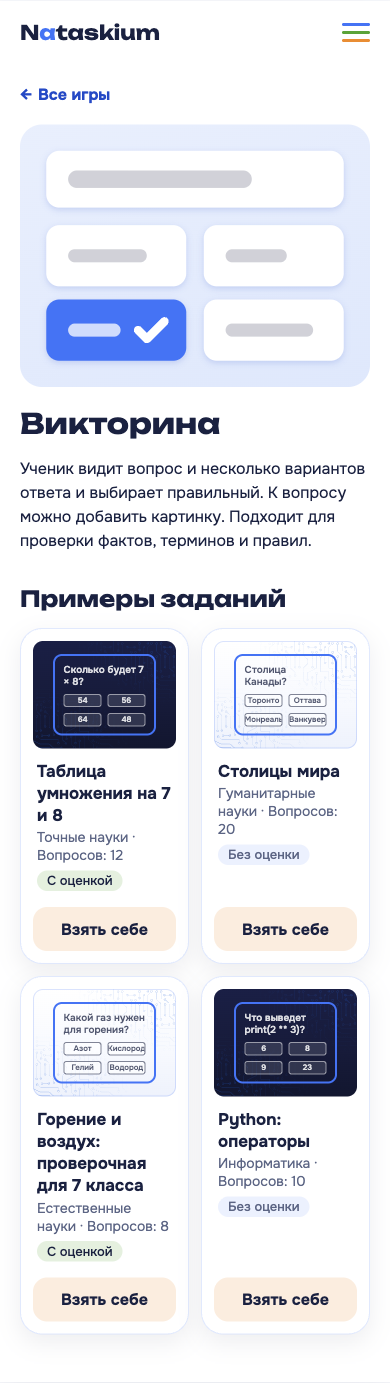 Nataskium
← Все игры
Викторина
Ученик видит вопрос и несколько вариантов
ответа и выбирает правильный. К вопросу
можно добавить картинку. Подходит для
проверки фактов, терминов и правил.
Примеры заданий
Сколько будет 7
× 8?
54 56
64 48
Таблица
умножения на 7
и 8
Точные науки ·
Вопросов: 12
С оценкой
Взять себе
Столица
Канады?
Торонто Оттава
Монреаль Ванкувер
Столицы мира
Гуманитарные
науки · Вопросов:
20
Без оценки
Взять себе
Какой газ нужен
для горения?
Азот Кислород
Гелий Водород
Горение и
воздух:
проверочная
для 7 класса
Естественные
науки · Вопросов: 8
С оценкой
Взять себе
Что выведет
print(2 ** 3)?
6 8
9 23
Python:
операторы
Информатика ·
Вопросов: 10
Без оценки
Взять себе